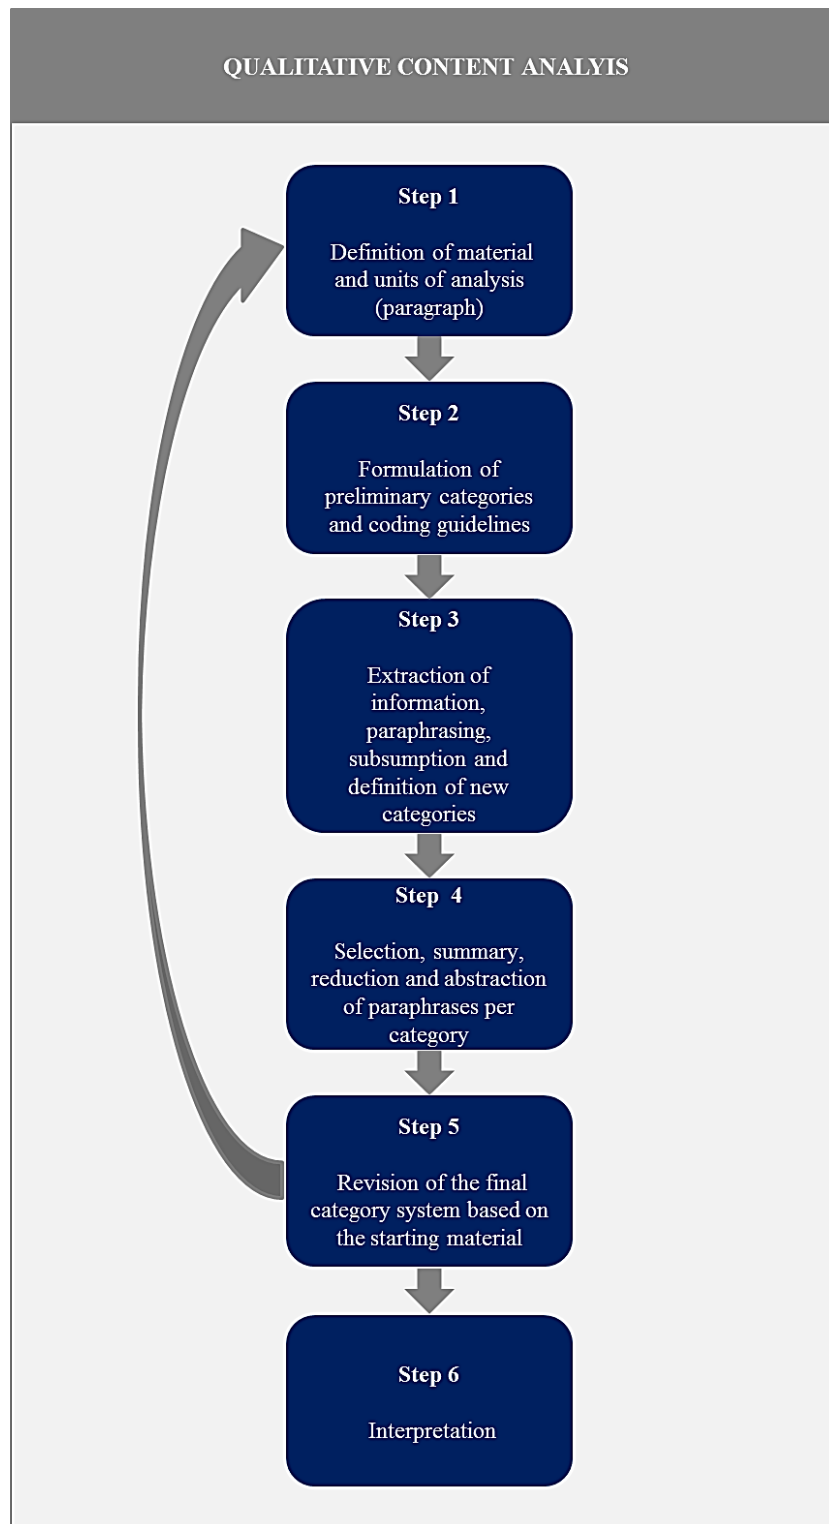 QUALITATIVE CONTENT ANALYIS
Step 1
Definition of material
and units of analysis
(paragraph)
Step 2
Formulation of
preliminary categories
and coding guidelines
Step 3
Extraction of
information,
paraphrasing,
subsumption and
definition of new
categories
Step 4
Selection, summary,
reduction and abstraction
of paraphrases per
category
Step 5
Revision of the final
category system based on
the starting material
Step 6
Interpretation